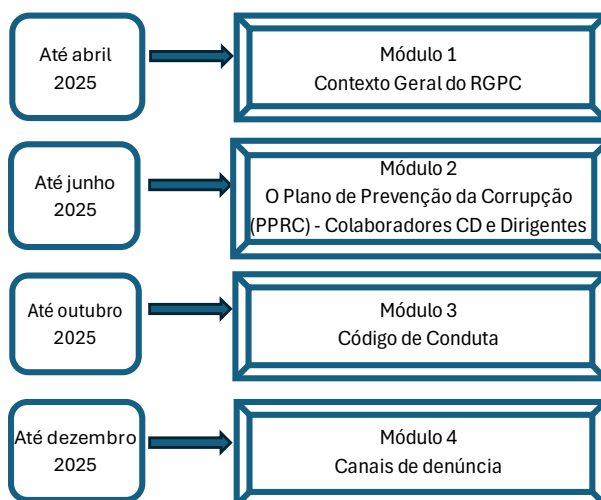 Até abril
2025
Módulo 1
Contexto Geral do RGPC
Até junho
2025
Módulo 2
O Plano de Prevenção da Corrupção
(PPRC) - Colaboradores CD e Dirigentes
Até outubro
2025
Módulo 3
Código de Conduta
Até dezembro
2025
Módulo 4
Canais de denúncia